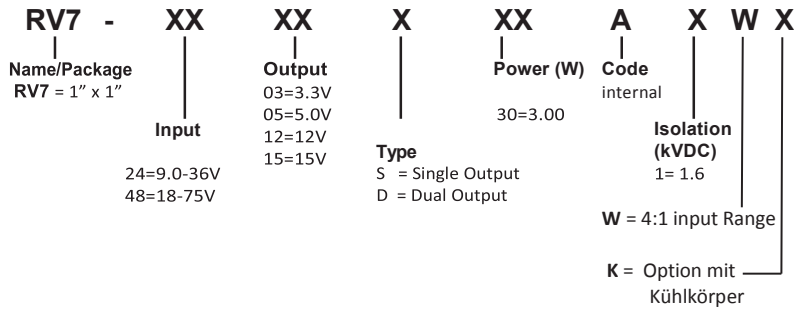 RV7 - XX XX X XX A X W X
Name/Package
RV7 = 1” x 1”
Input
24=9.0-36V
48=18-75V
Output
03=3.3V
05=5.0V
12=12V
15=15V
Type
S = Single Output
D = Dual Output
Power (W)
30=3.00
Code
internal
Isolation
(kVDC)
1= 1.6
W = 4:1 input Range
K = Option mit
Kühlkörper